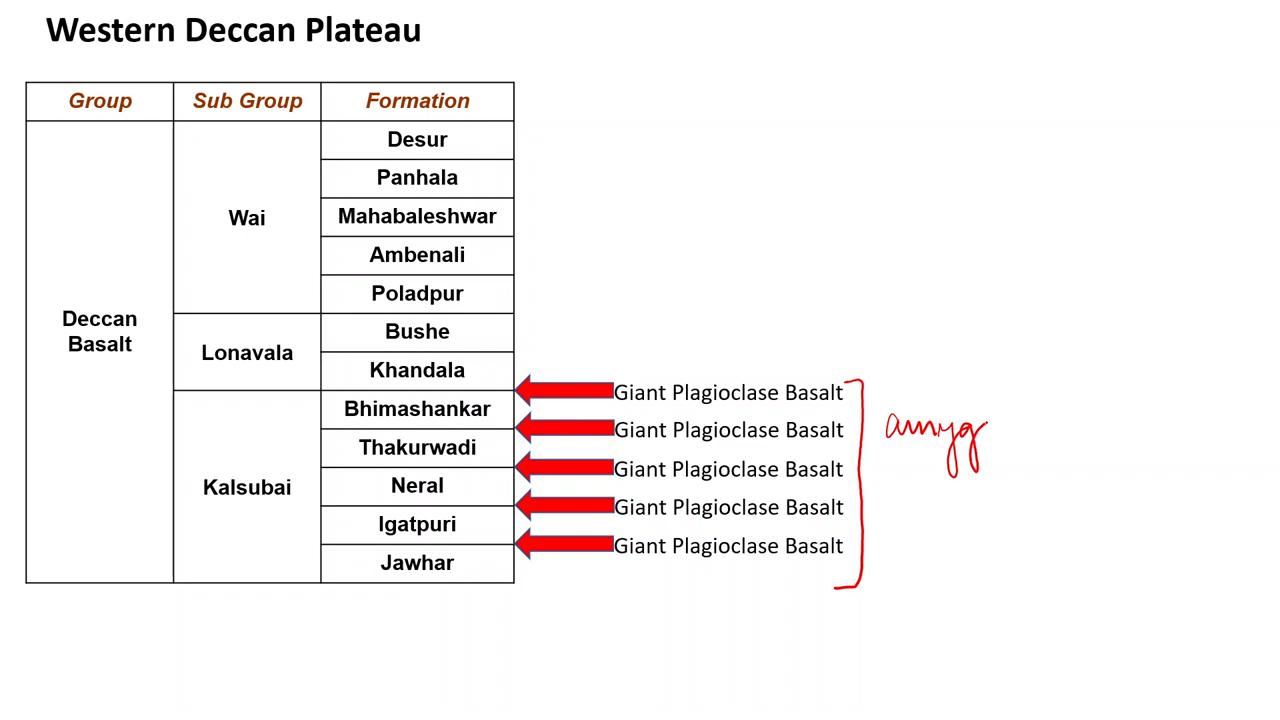 Western Deccan Plateau
Group Sub Group Formation
Desur
Panhala
Wai Mahabaleshwar
Ambenali
Poladpur
Deccan
Basalt
Bushe
Lonavala
Khandala
Giant Plagioclase Basalt
Bhimashankar
Giant Plagioclase Basalt
amyg
Thakurwadi
Giant Plagioclase Basalt
Kalsubai Neral
Giant Plagioclase Basalt
Igatpuri
Giant Plagioclase Basalt
Jawhar